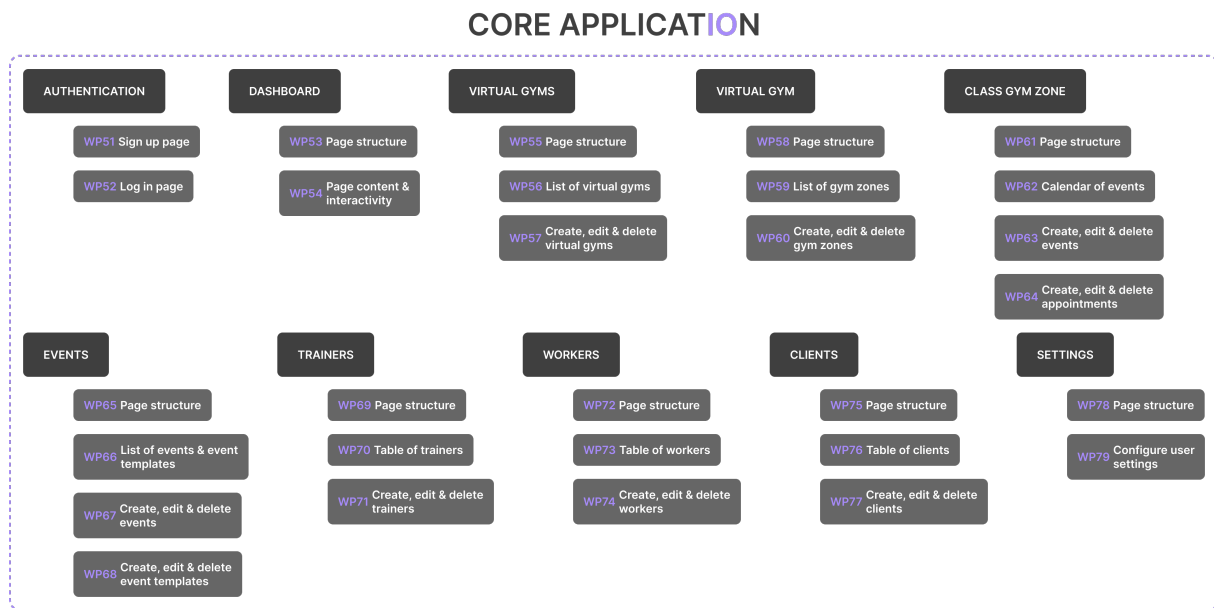 CORE APPLICATION
AUTHENTICATION
WP51 Sign up page
WP52 Log in page
DASHBOARD
WP53 Page structure
WP54 Page content &
interactivity
VIRTUAL GYMS
WP55 Page structure
WP56 List of virtual gyms
WP57 Create, edit & delete
virtual gyms
VIRTUAL GYM
WP58 Page structure
WP59 List of gym zones
WP60 Create, edit & delete
gym zones
CLASS GYM ZONE
WP61 Page structure
WP62 Calendar of events
WP63 Create, edit & delete
events
WP64 Create, edit & delete
appointments
EVENTS
WP65 Page structure
WP66 List of events & event
templates
WP67 Create, edit & delete
events
WP68 Create, edit & delete
event templates
TRAINERS
WP69 Page structure
WP70 Table of trainers
WP71 Create, edit & delete
trainers
WORKERS
WP72 Page structure
WP73 Table of workers
WP74 Create, edit & delete
workers
CLIENTS
WP75 Page structure
WP76 Table of clients
WP77 Create, edit & delete
clients
SETTINGS
WP78 Page structure
WP79 Configure user
settings